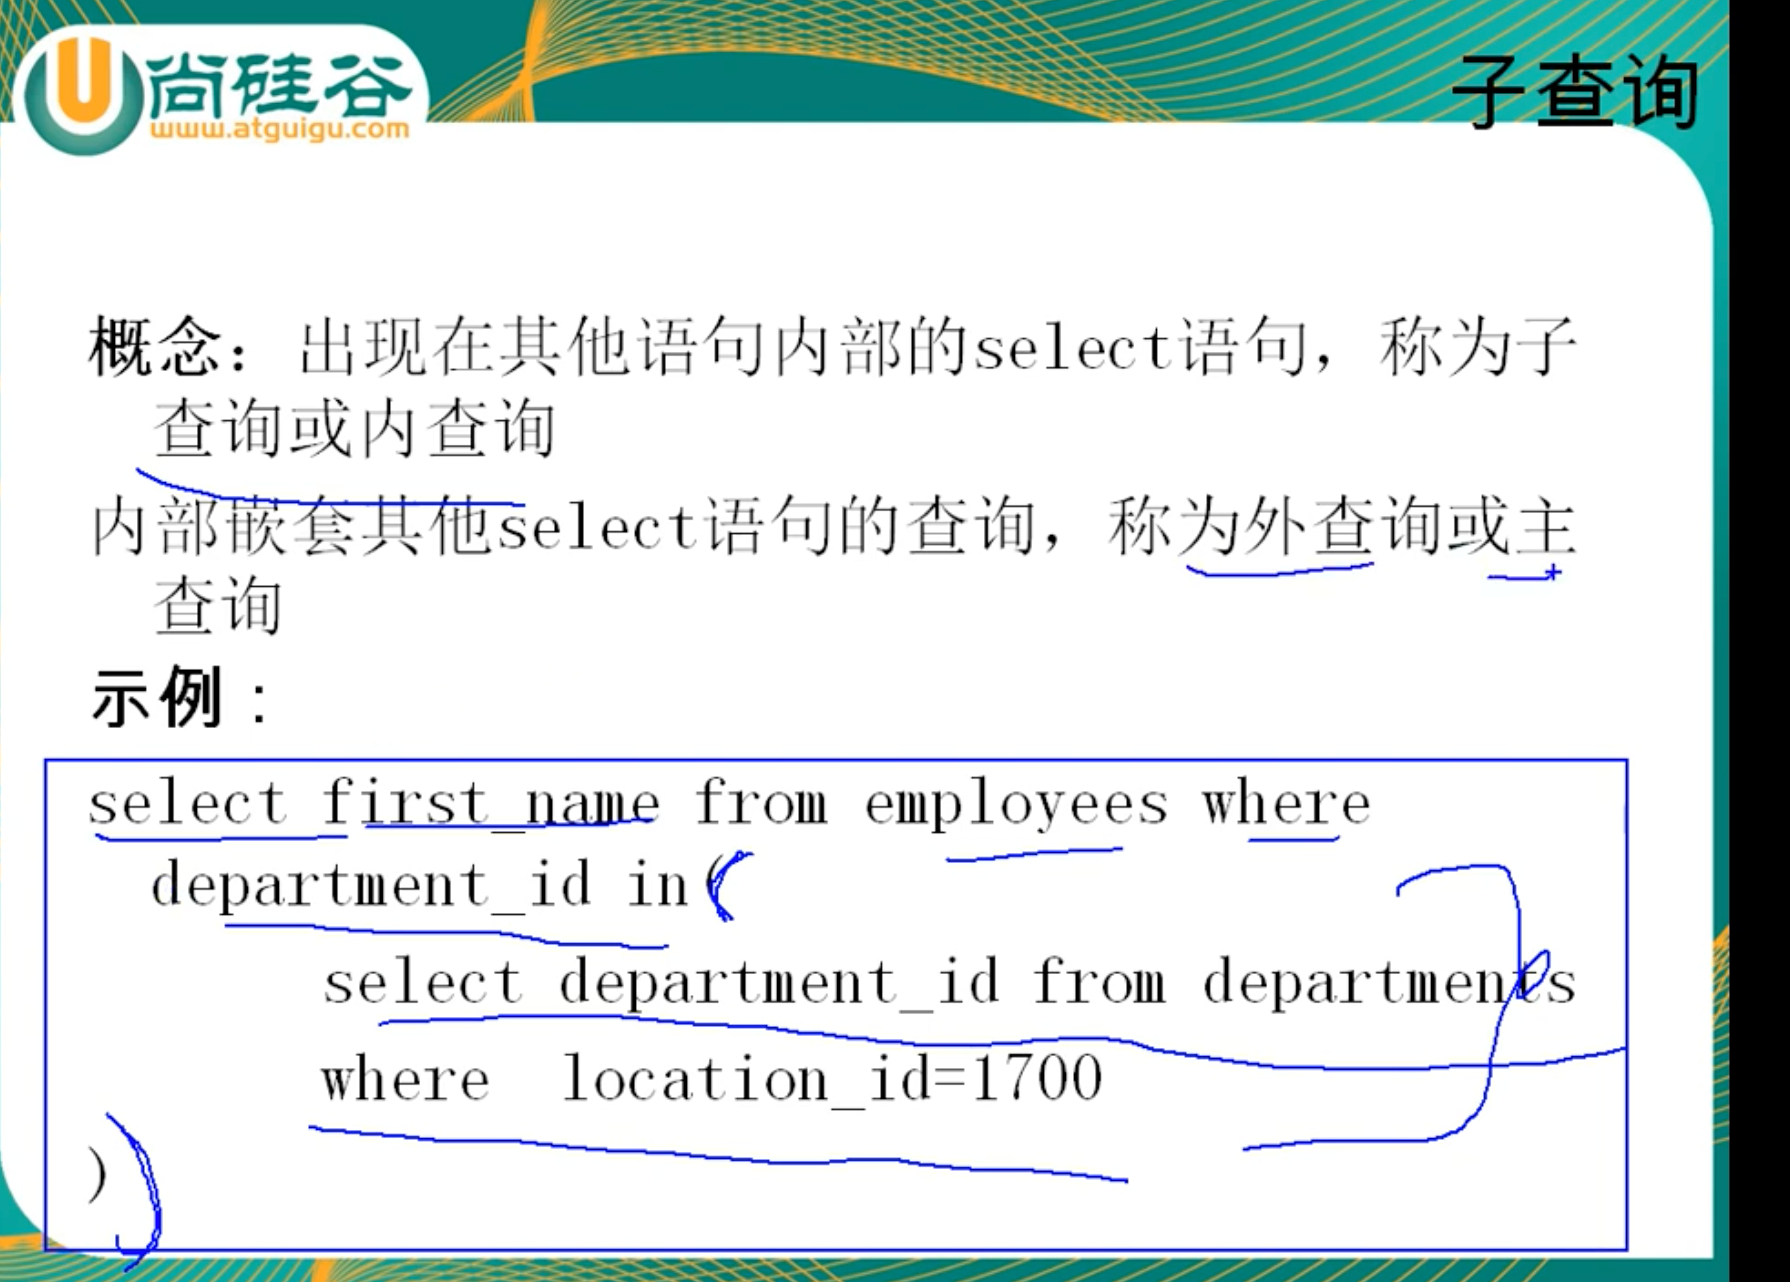 尚硅谷
www.atguigu.com
子查询
概念：出现在其他语句内部的select语句，称为子
查询或内查询
内部嵌套其他select语句的查询，称为外查询或主
查询
示例：
select first_name from employees where
department_id in(
select department_id from departments
where location_id=1700
)